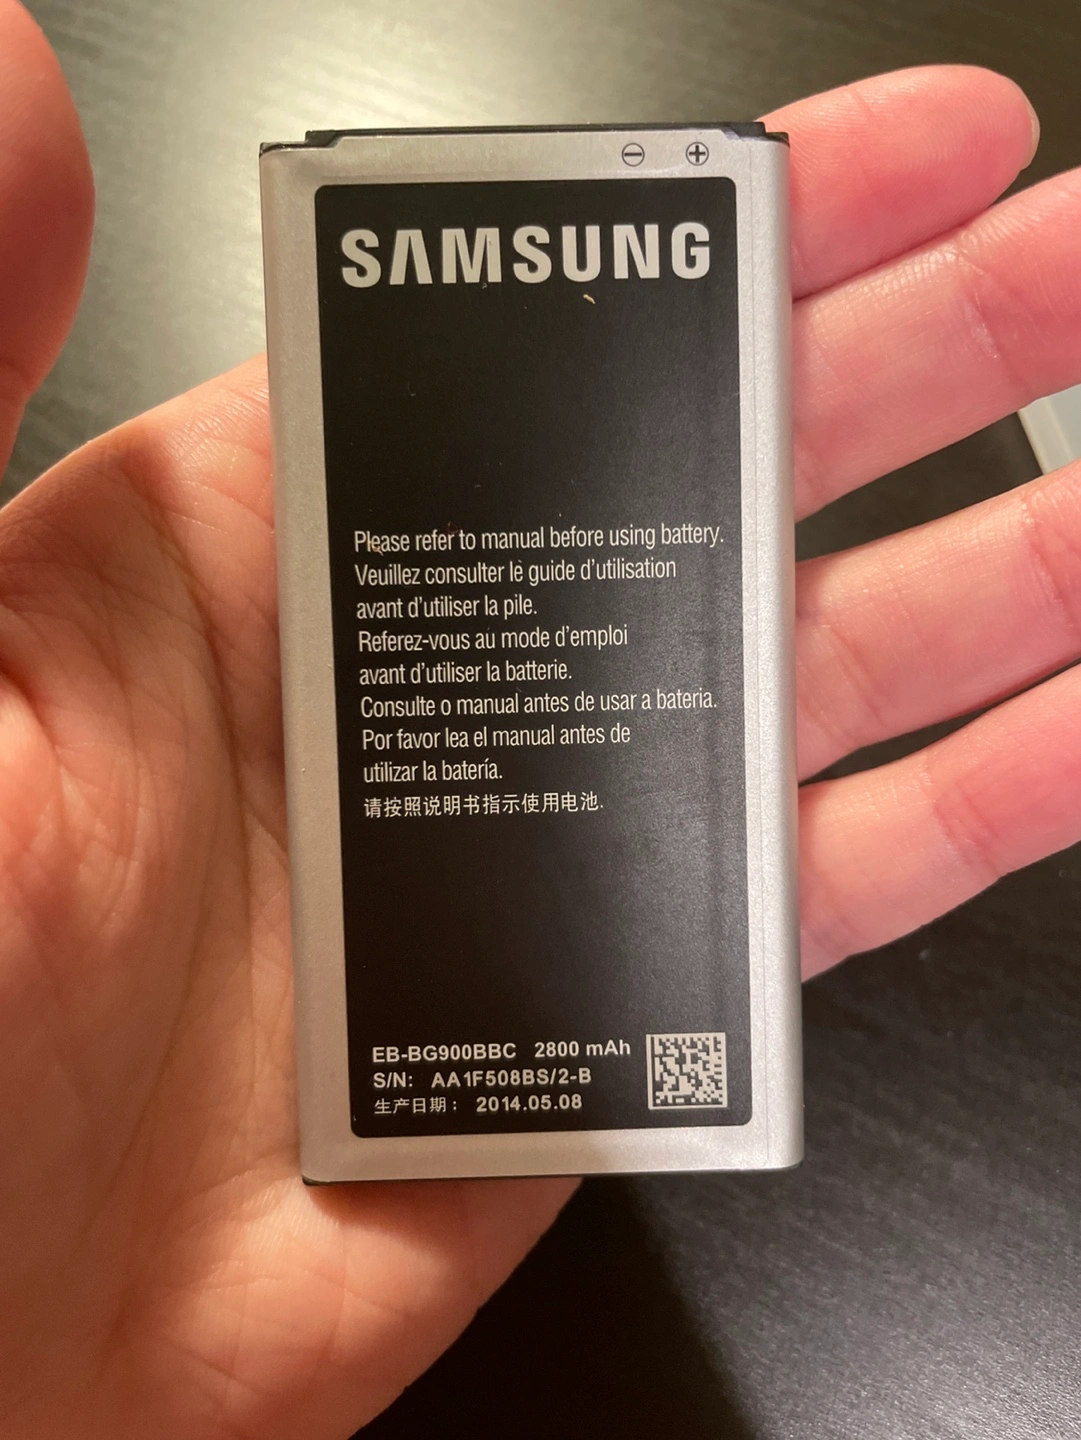 ⊖ ⊕
SAMSUNG
Please refer to manual before using battery.
Veuillez consulter le guide d'utilisation
avant d'utiliser la pile.
Referez-vous au mode d'emploi
avant d'utiliser la batterie.
Consulte o manual antes de usar a bateria.
Por favor lea el manual antes de
utilizar la batería.
请按照说明书指示使用电池.
EB-BG900BBC 2800 mAh
S/N: AA1F508BS/2-B
生产日期： 2014.05.08